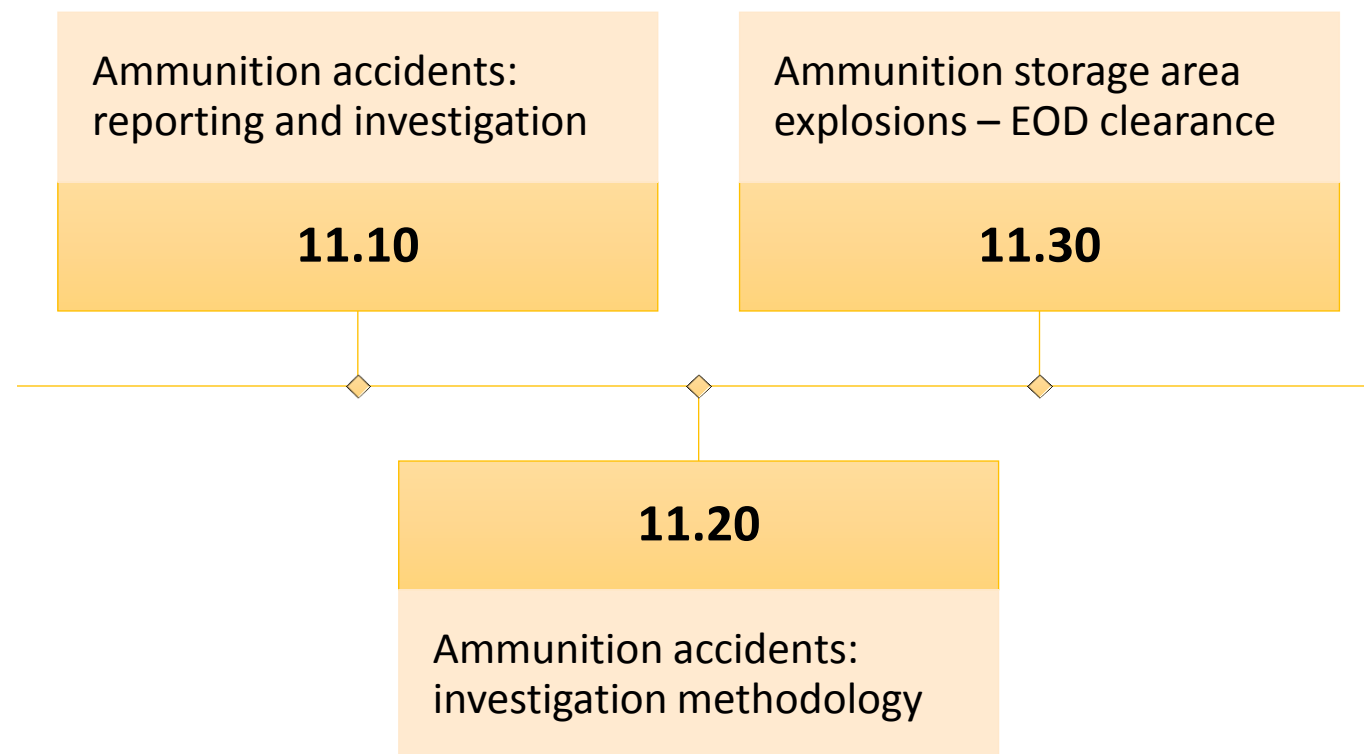 Ammunition accidents:
reporting and investigation
11.10
Ammunition storage area
explosions – EOD clearance
11.30
11.20
Ammunition accidents:
investigation methodology